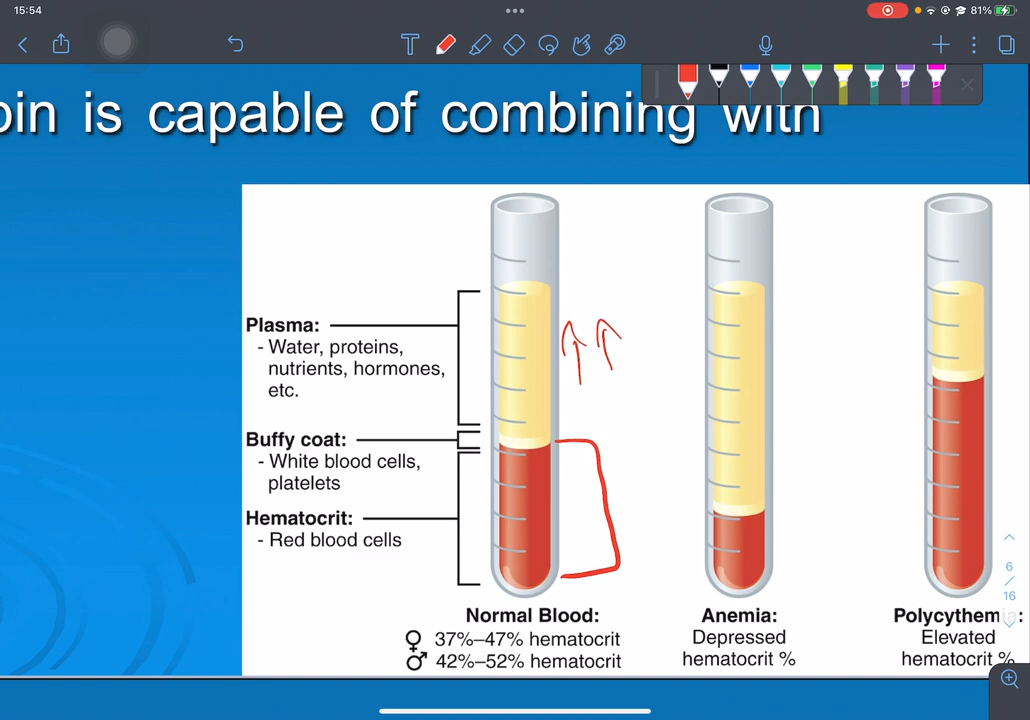 15:54
81%
T
bin is capable of combining with
Plasma:
- Water, proteins,
nutrients, hormones,
etc.
Buffy coat:
- White blood cells,
platelets
Hematocrit:
- Red blood cells
Normal Blood:
♀ 37%–47% hematocrit
♂ 42%–52% hematocrit
Anemia:
Depressed
hematocrit %
Polycythemia:
Elevated
hematocrit %
6
/
16